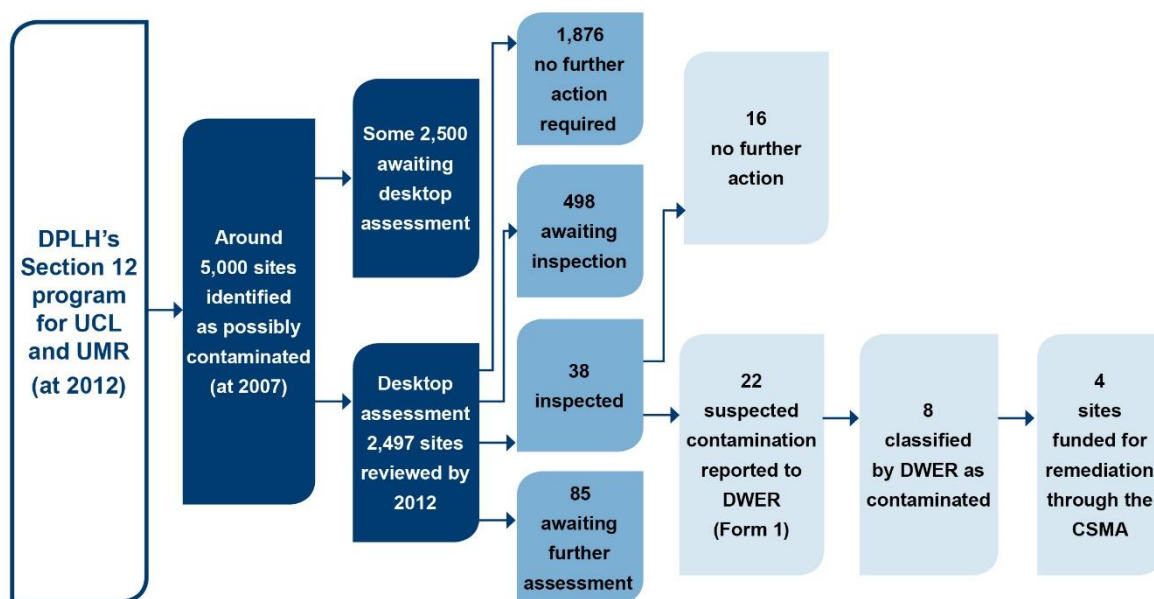 DPLH's
Section 12
program
for UCL
and UMR
(at 2012)
Around
5,000 sites
identified
as possibly
contaminated
(at 2007)
Some 2,500
awaiting
desktop
assessment
Desktop
assessment
2,497 sites
reviewed by
2012
1,876
no further
action
required
498
awaiting
inspection
38
inspected
85
awaiting
further
assessment
16
no further
action
22
suspected
contamination
reported to
DWER
(Form 1)
8
classified
by DWER as
contaminated
4
sites
funded for
remediation
through the
CSMA